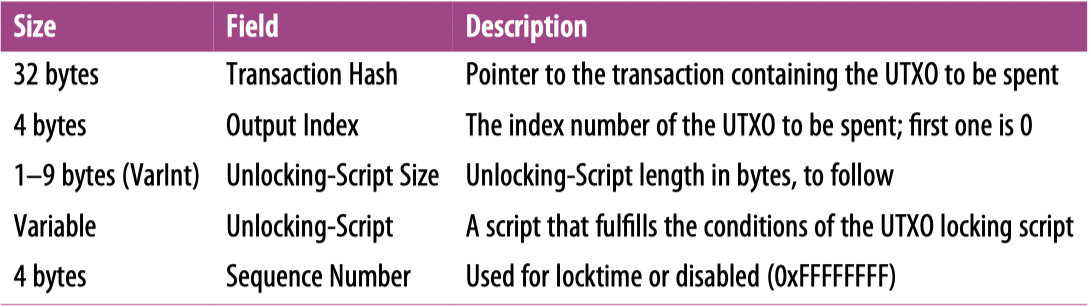 Size Field Description
32 bytes Transaction Hash Pointer to the transaction containing the UTXO to be spent
4 bytes Output Index The index number of the UTXO to be spent; first one is 0
1–9 bytes (VarInt) Unlocking-Script Size Unlocking-Script length in bytes, to follow
Variable Unlocking-Script A script that fulfills the conditions of the UTXO locking script
4 bytes Sequence Number Used for locktime or disabled (0xFFFFFFFF)